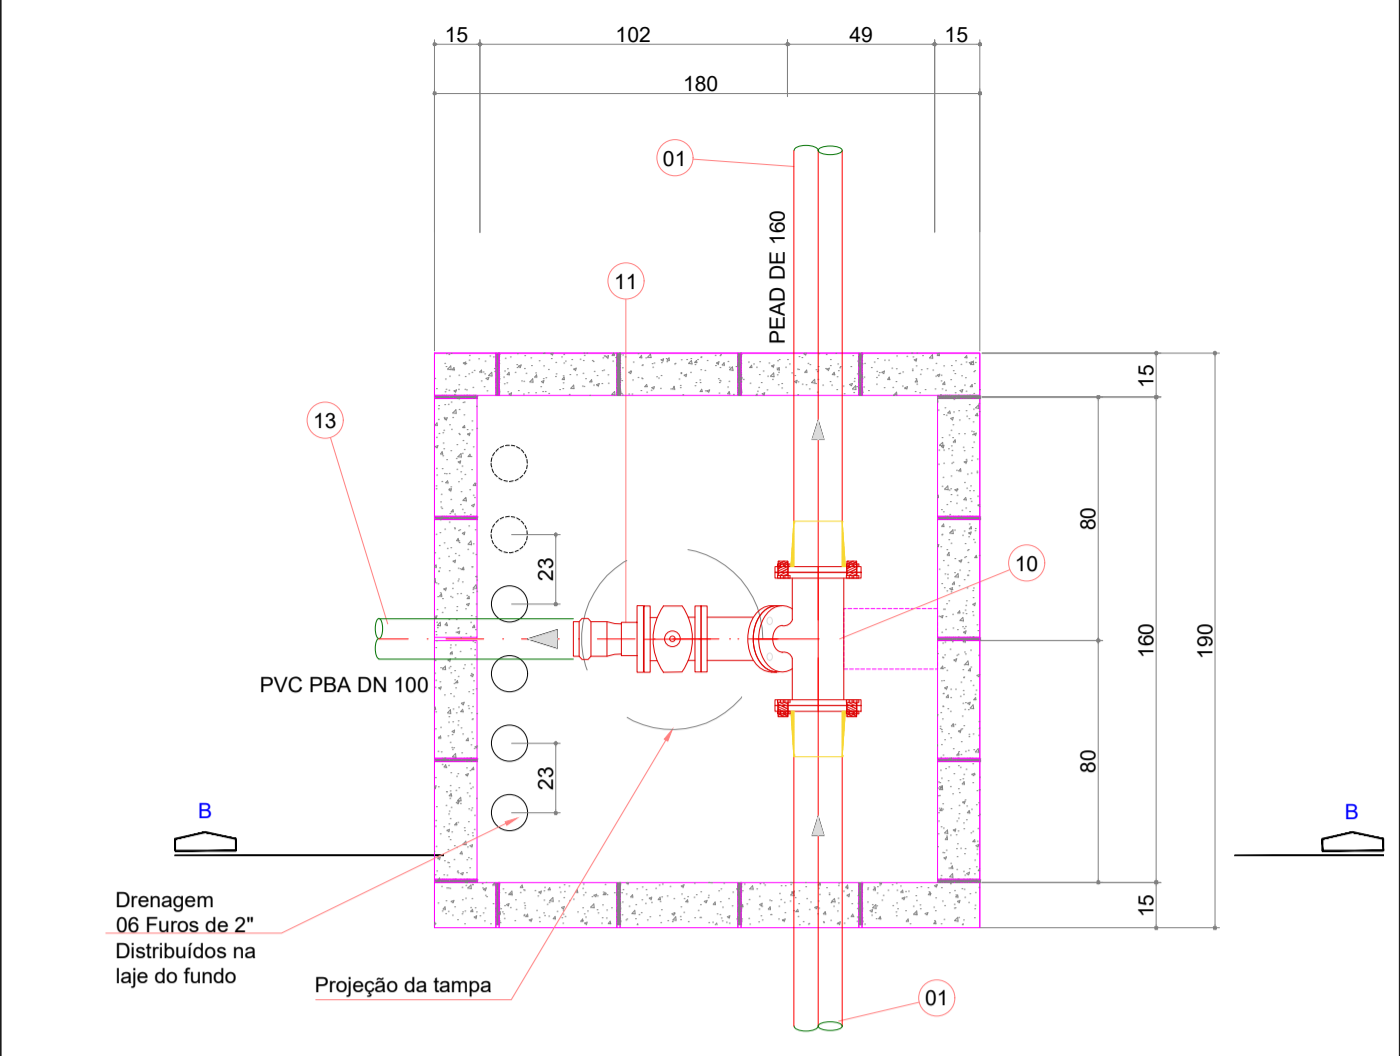 15
102
49
15
180
01
PEAD DE 160
11
15
13
80
23
10
160
190
PVC PBA DN 100
80
23
B
B
Drenagem
06 Furos de 2"
Distribuídos na
laje do fundo
15
Projeção da tampa
01